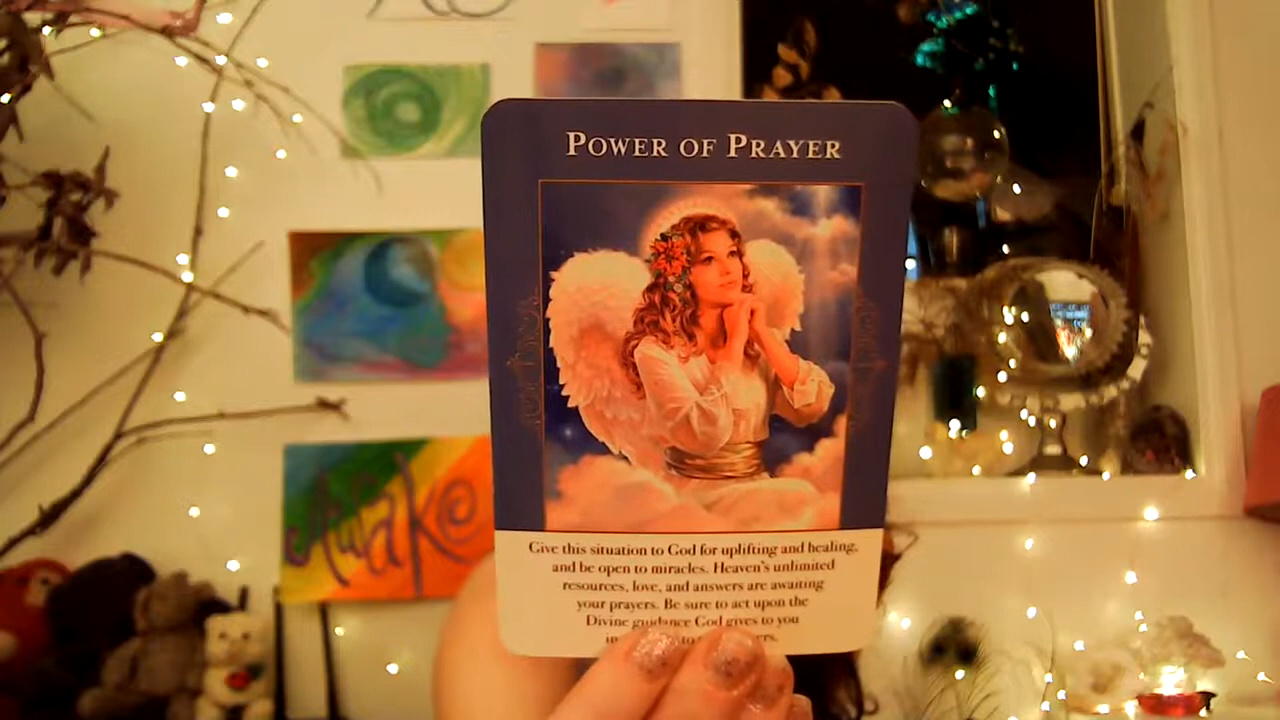 POWER OF PRAYER
Give this situation to God for uplifting and healing,
and be open to miracles. Heaven's unlimited
resources, love, and answers are awaiting
your prayers. Be sure to act upon the
Divine guidance God gives to you
in to
Awake